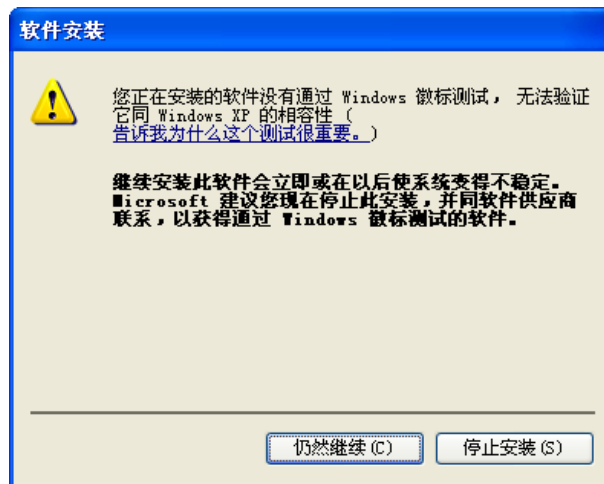 软件安装
您正在安装的软件没有通过 Windows 徽标测试， 无法验证
它同 Windows XP 的相容性 (
告诉我为什么这个测试很重要。)
继续安装此软件会立即或在以后使系统变得不稳定。
Microsoft 建议您现在停止此安装，并同软件供应商
联系，以获得通过 Windows 徽标测试的软件。
仍然继续(C)
停止安装(S)